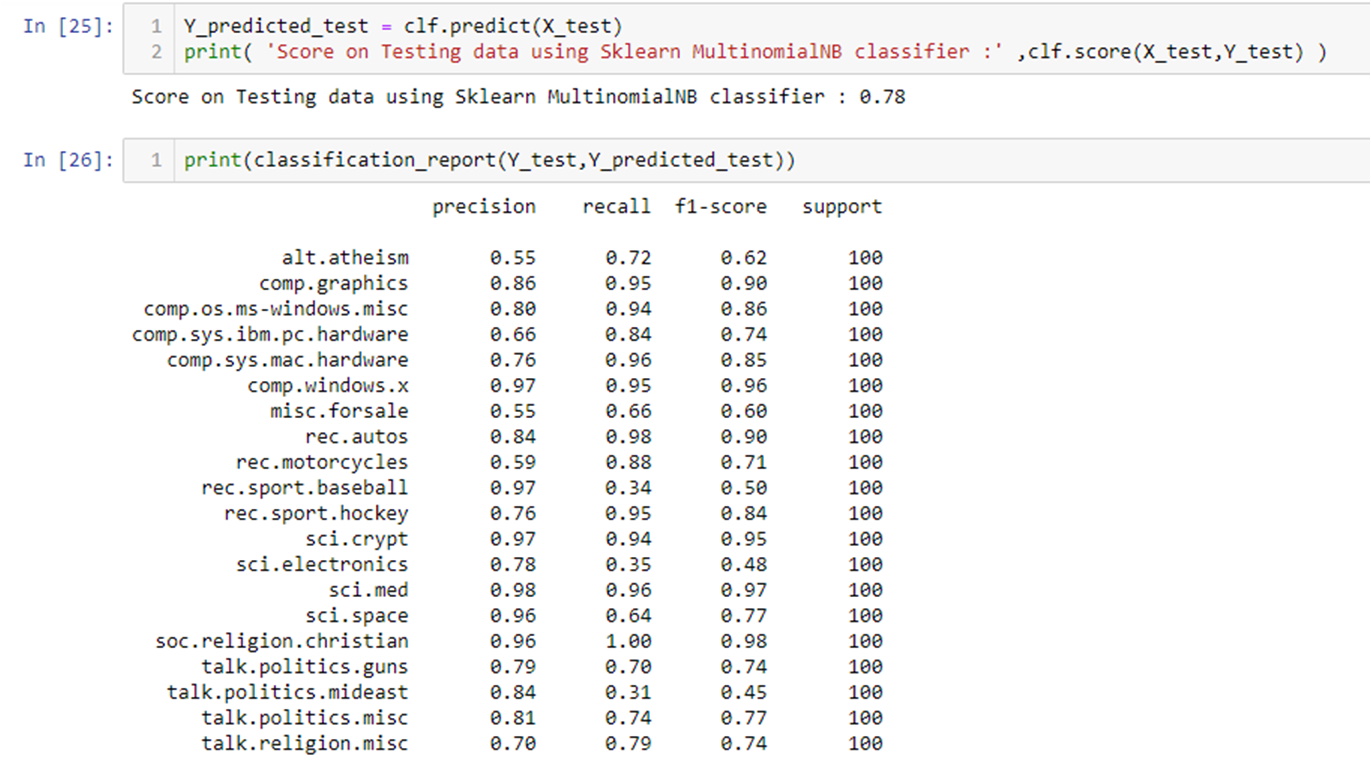 In [25]: 1 Y_predicted_test = clf.predict(X_test)
2 print( 'Score on Testing data using Sklearn MultinomialNB classifier :' ,clf.score(X_test,Y_test) )
Score on Testing data using Sklearn MultinomialNB classifier : 0.78
In [26]: 1 print(classification_report(Y_test,Y_predicted_test))
precision recall f1-score support
alt.atheism 0.55 0.72 0.62 100
comp.graphics 0.86 0.95 0.90 100
comp.os.ms-windows.misc 0.80 0.94 0.86 100
comp.sys.ibm.pc.hardware 0.66 0.84 0.74 100
comp.sys.mac.hardware 0.76 0.96 0.85 100
comp.windows.x 0.97 0.95 0.96 100
misc.forsale 0.55 0.66 0.60 100
rec.autos 0.84 0.98 0.90 100
rec.motorcycles 0.59 0.88 0.71 100
rec.sport.baseball 0.97 0.34 0.50 100
rec.sport.hockey 0.76 0.95 0.84 100
sci.crypt 0.97 0.94 0.95 100
sci.electronics 0.78 0.35 0.48 100
sci.med 0.98 0.96 0.97 100
sci.space 0.96 0.64 0.77 100
soc.religion.christian 0.96 1.00 0.98 100
talk.politics.guns 0.79 0.70 0.74 100
talk.politics.mideast 0.84 0.31 0.45 100
talk.politics.misc 0.81 0.74 0.77 100
talk.religion.misc 0.70 0.79 0.74 100